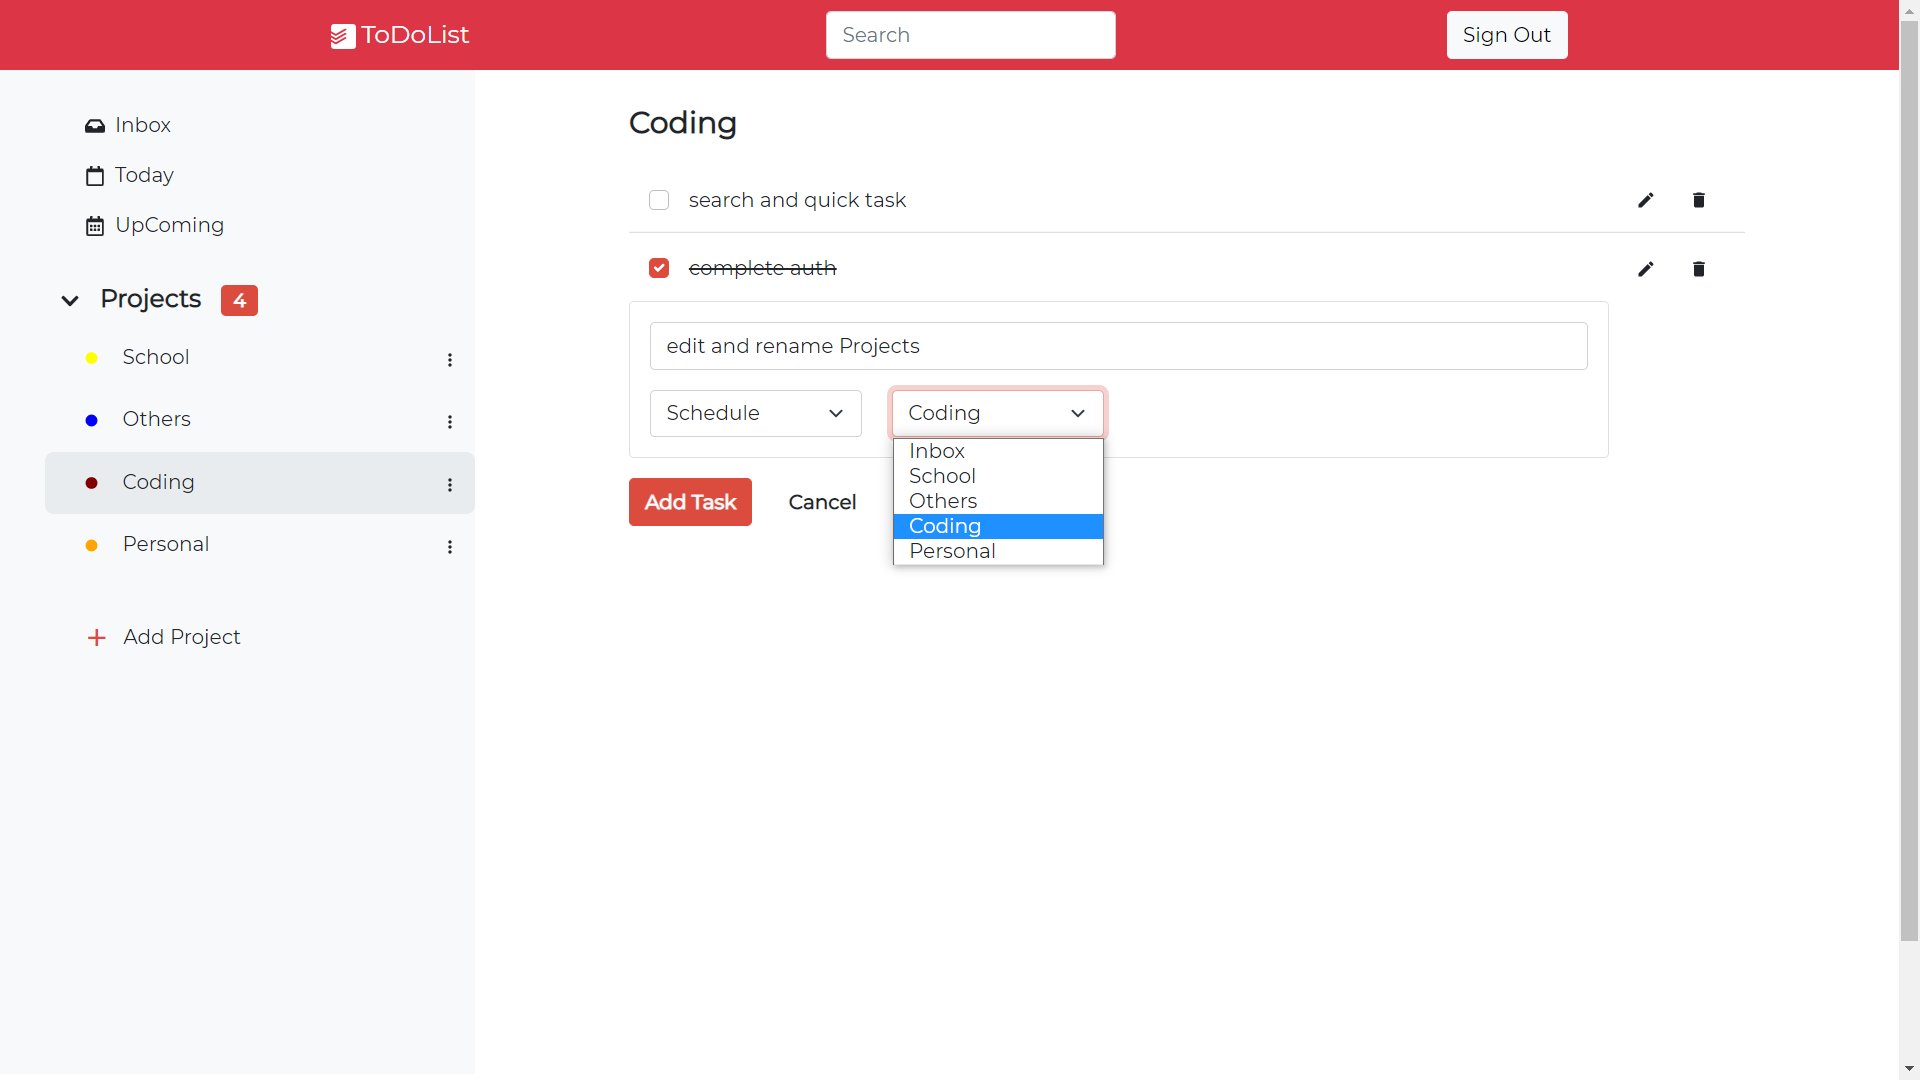 ToDoList
Search
Sign Out
Inbox
Today
UpComing
Projects 4
School
Others
Coding
Personal
Add Project
Coding
search and quick task
complete auth
edit and rename Projects
Schedule
Coding
Inbox
School
Others
Coding
Personal
Add Task
Cancel